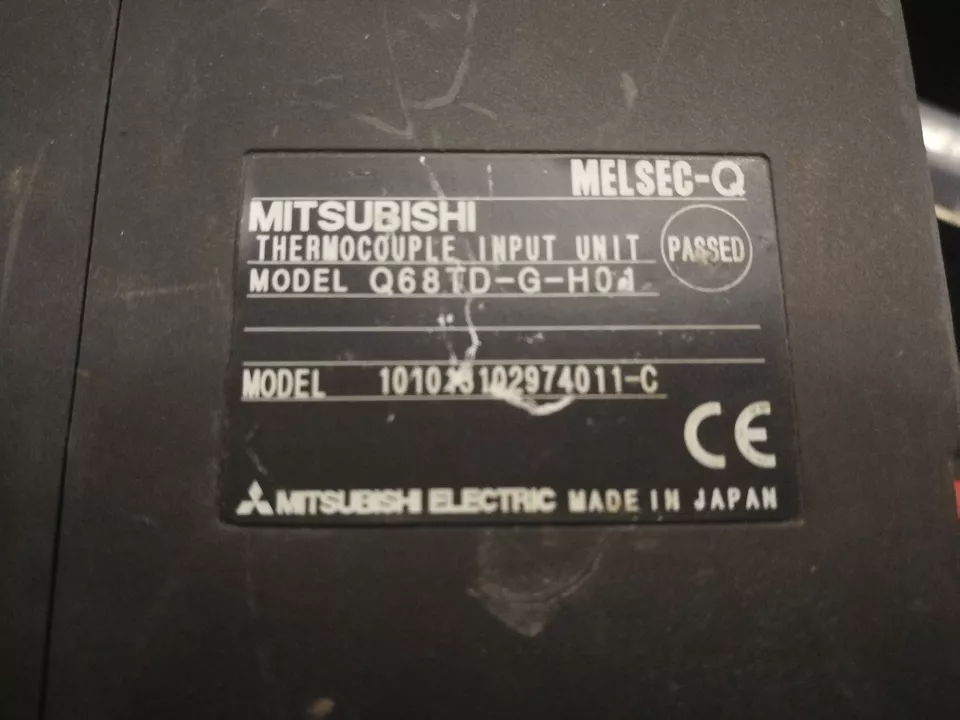 MELSEC-Q
MITSUBISHI
THERMOCOUPLE INPUT UNIT
PASSED
MODEL Q68TD-G-H01
MODEL
CE
MITSUBISHI ELECTRIC MADE IN JAPAN